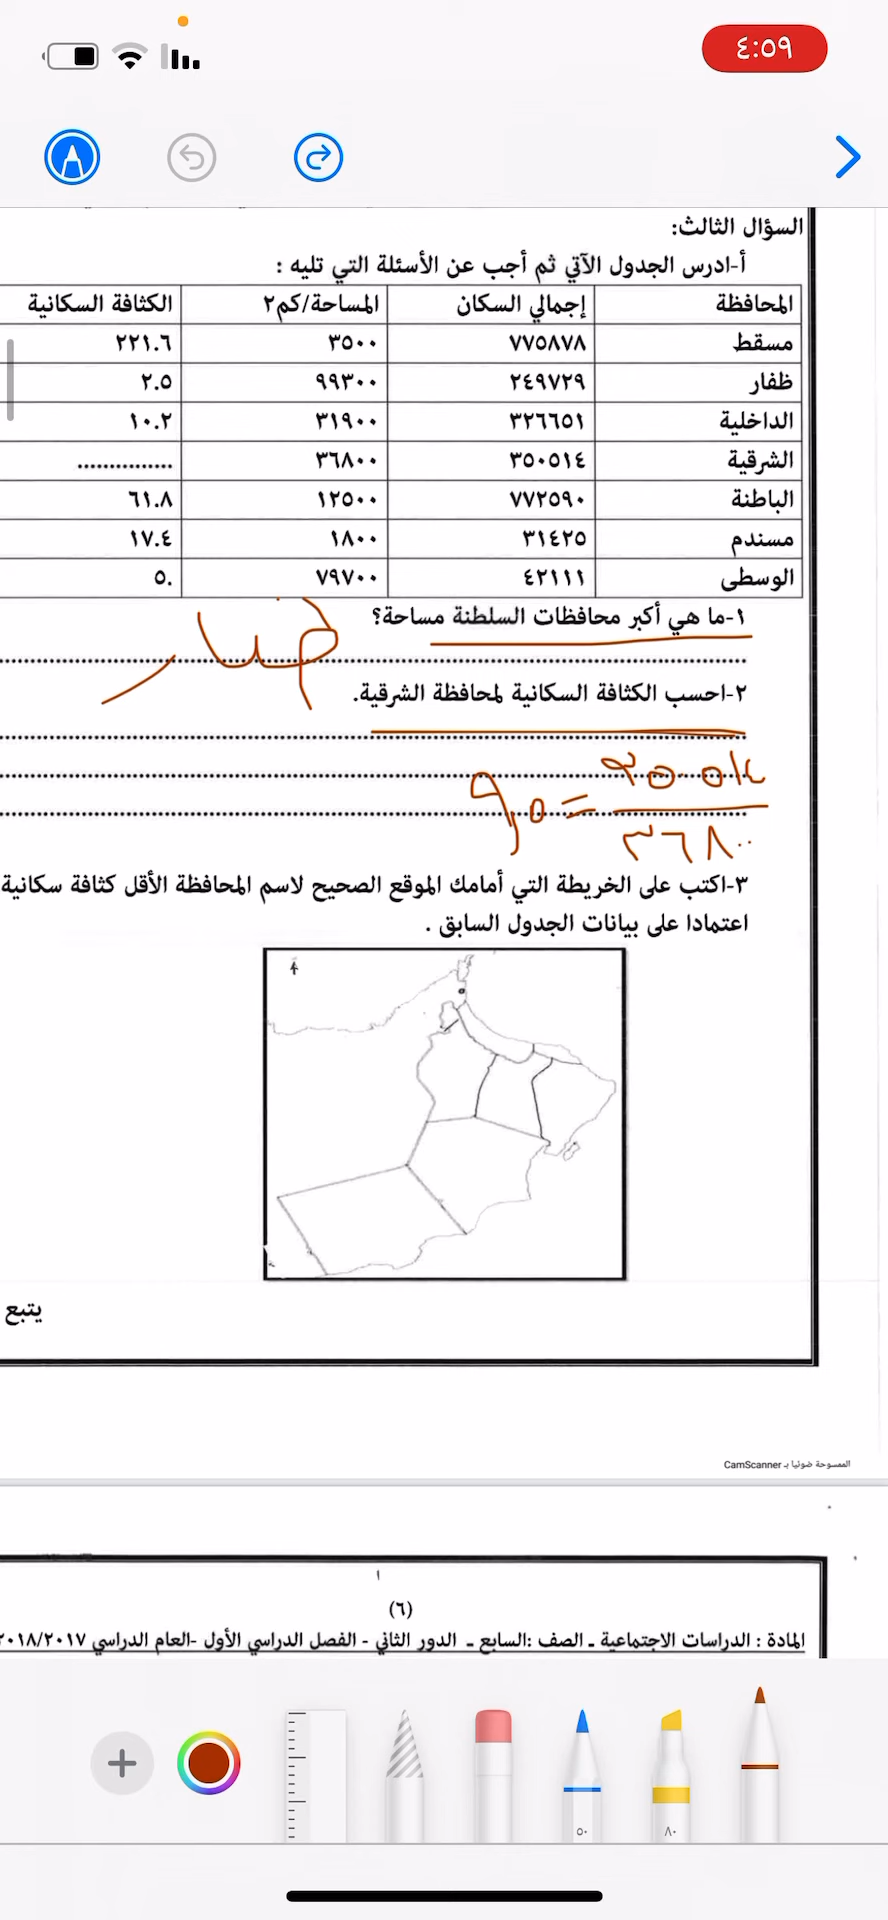 ٤:٥٩
السؤال الثالث:
أ-ادرس الجدول الآتي ثم أجب عن الأسئلة التي تليه :
المحافظة إجمالي السكان المساحة/كم٢ الكثافة السكانية
مسقط ٧٧٥٨٧٨ ٣٥٠٠ ٢٢١.٦
ظفار ٢٤٩٧٢٩ ٩٩٣٠٠ ٢.٥
الداخلية ٣٢٦٦٥١ ٣١٩٠٠ ١٠.٢
الشرقية ٣٥٠٥١٤ ٣٦٨٠٠ ...............
الباطنة ٧٧٢٥٩٠ ١٢٥٠٠ ٦١.٨
مسندم ٣١٤٢٥ ١٨٠٠ ١٧.٤
الوسطى ٤٢١١١ ٧٩٧٠٠ .٥
١-ما هي أكبر محافظات السلطنة مساحة؟
ظفار
٢-احسب الكثافة السكانية لمحافظة الشرقية.
٩,٥ =
٣٦٨٠٠
٣-اكتب على الخريطة التي أمامك الموقع الصحيح لاسم المحافظة الأقل كثافة سكانية
اعتمادا على بيانات الجدول السابق .
يتبع
الممسوحة ضوئيا بـ CamScanner
(٦)
المادة : الدراسات الاجتماعية ـ الصف :السابع ـ الدور الثاني - الفصل الدراسي الأول -العام الدراسي ٢٠١٨/٢٠١٧
٥٠
٨٠